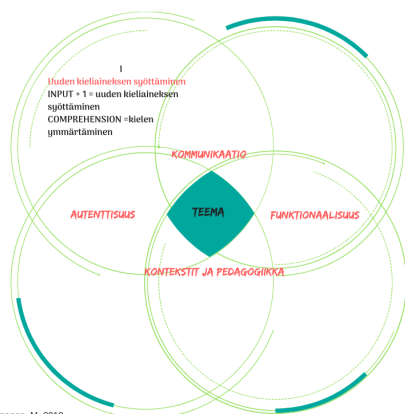 I
Uuden kieliaineksen syöttäminen
INPUT + 1 = uuden kieliaineksen
syöttäminen
COMPREHENSION =kielen
ymmärtäminen
KOMMUNIKAATIO
AUTENTTISUUS
TEEMA
FUNKTIONAALISUUS
KONTEKSTIT JA PEDAGOGIIKKA